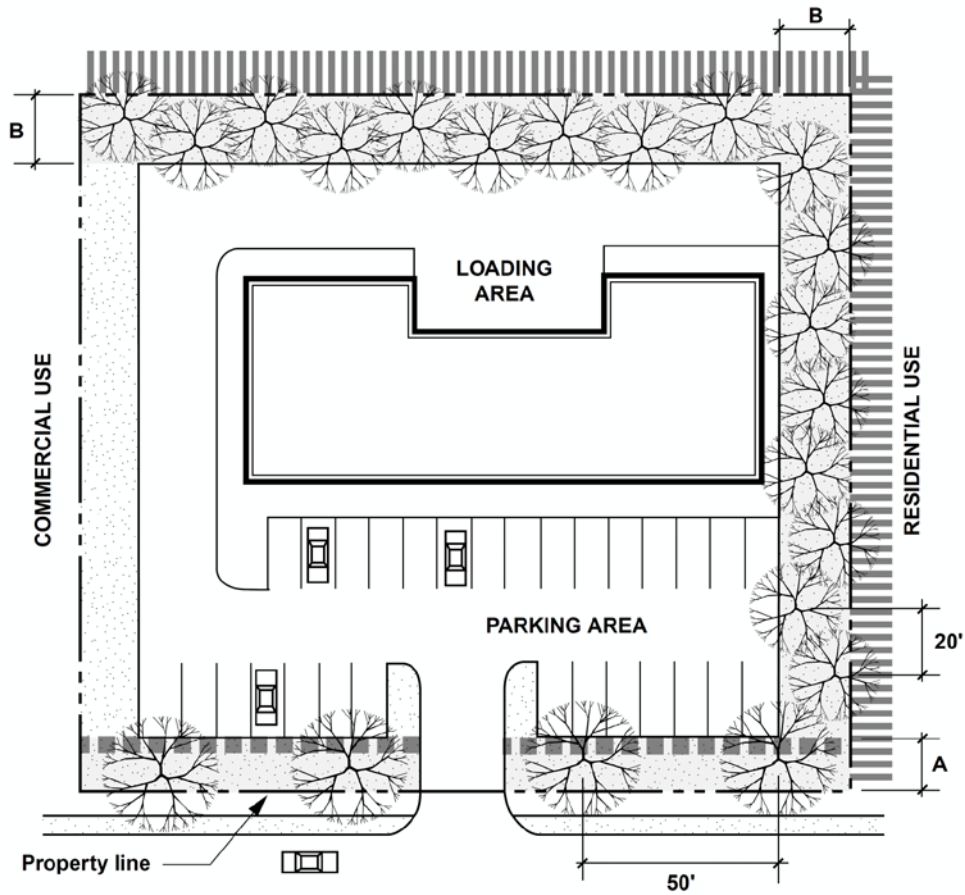 B
B
LOADING
AREA
COMMERCIAL USE
RESIDENTIAL USE
PARKING AREA
20'
A
Property line
50'